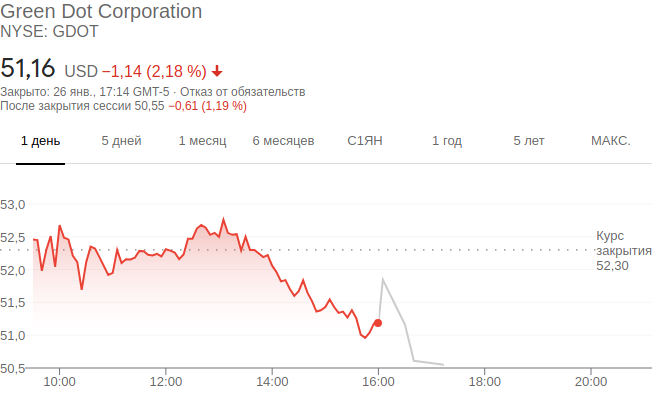 Green Dot Corporation
NYSE: GDOT
51,16 USD −1,14 (2,18 %)
Закрыто: 26 янв., 17:14 GMT-5 · Отказ от обязательств
После закрытия сессии 50,55 −0,61 (1,19 %)
1 день 5 дней 1 месяц 6 месяцев С1ЯН 1 год 5 лет МАКС.
53,0
52,5
52,0
51,5
51,0
50,5
Курс
закрытия
52,30
10:00 12:00 14:00 16:00 18:00 20:00